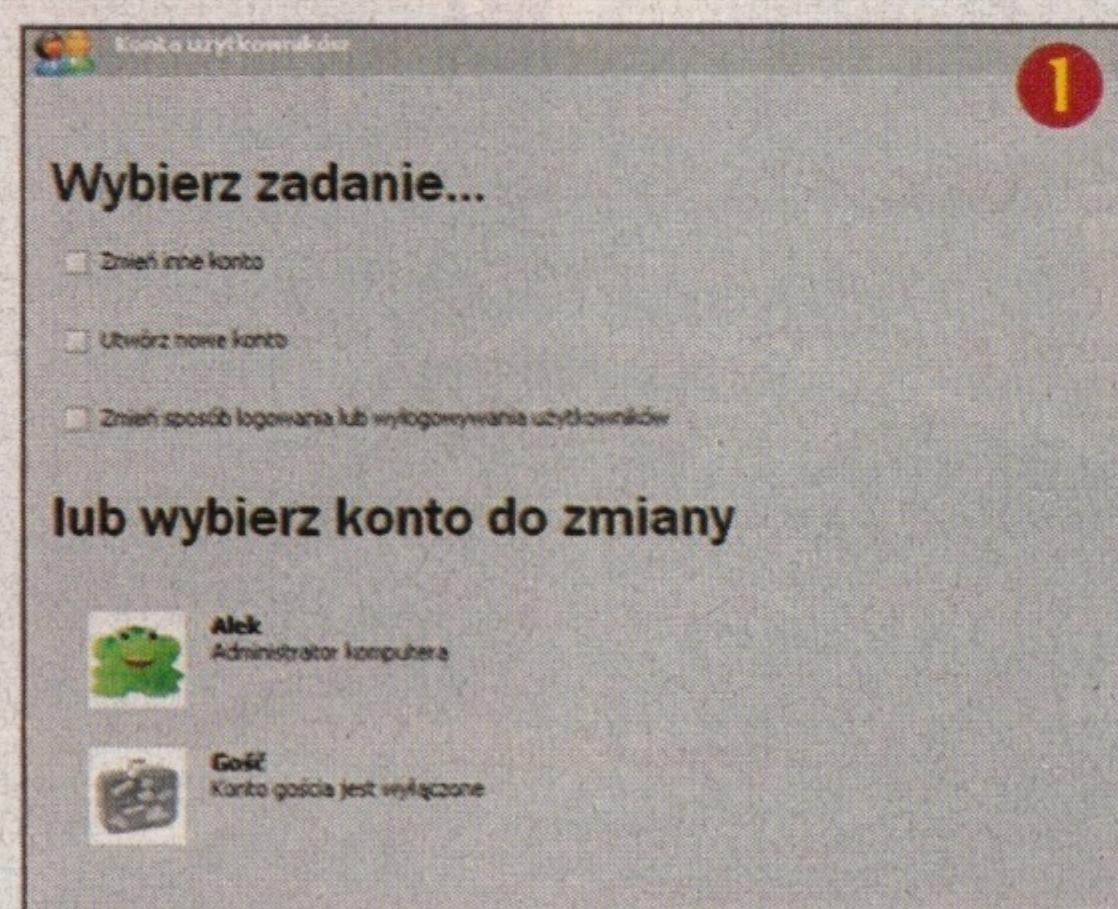 Konta użytkowników
1
Wybierz zadanie...
Zmień inne konto
Utwórz nowe konto
Zmień sposób logowania lub wylogowywania użytkowników
lub wybierz konto do zmiany
Alek
Administrator komputera
Gość
Konto gościa jest wyłączone